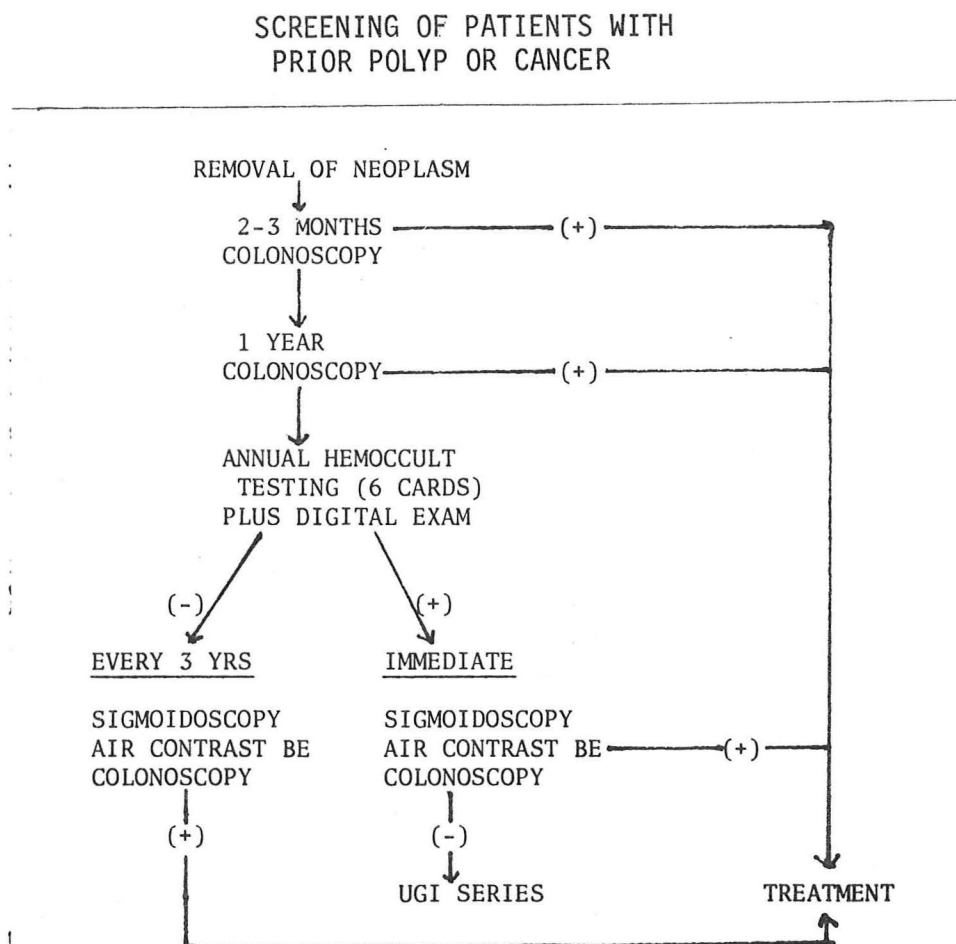 SCREENING OF PATIENTS WITH
PRIOR POLYP OR CANCER
REMOVAL OF NEOPLASM
2-3 MONTHS (+)
COLONOSCOPY
1 YEAR
COLONOSCOPY (+)
ANNUAL HEMOCCULT
TESTING (6 CARDS)
PLUS DIGITAL EXAM
(-) (+)
EVERY 3 YRS IMMEDIATE
SIGMOIDOSCOPY SIGMOIDOSCOPY
AIR CONTRAST BE AIR CONTRAST BE (+)
COLONOSCOPY COLONOSCOPY
(+) (-)
UGI SERIES TREATMENT